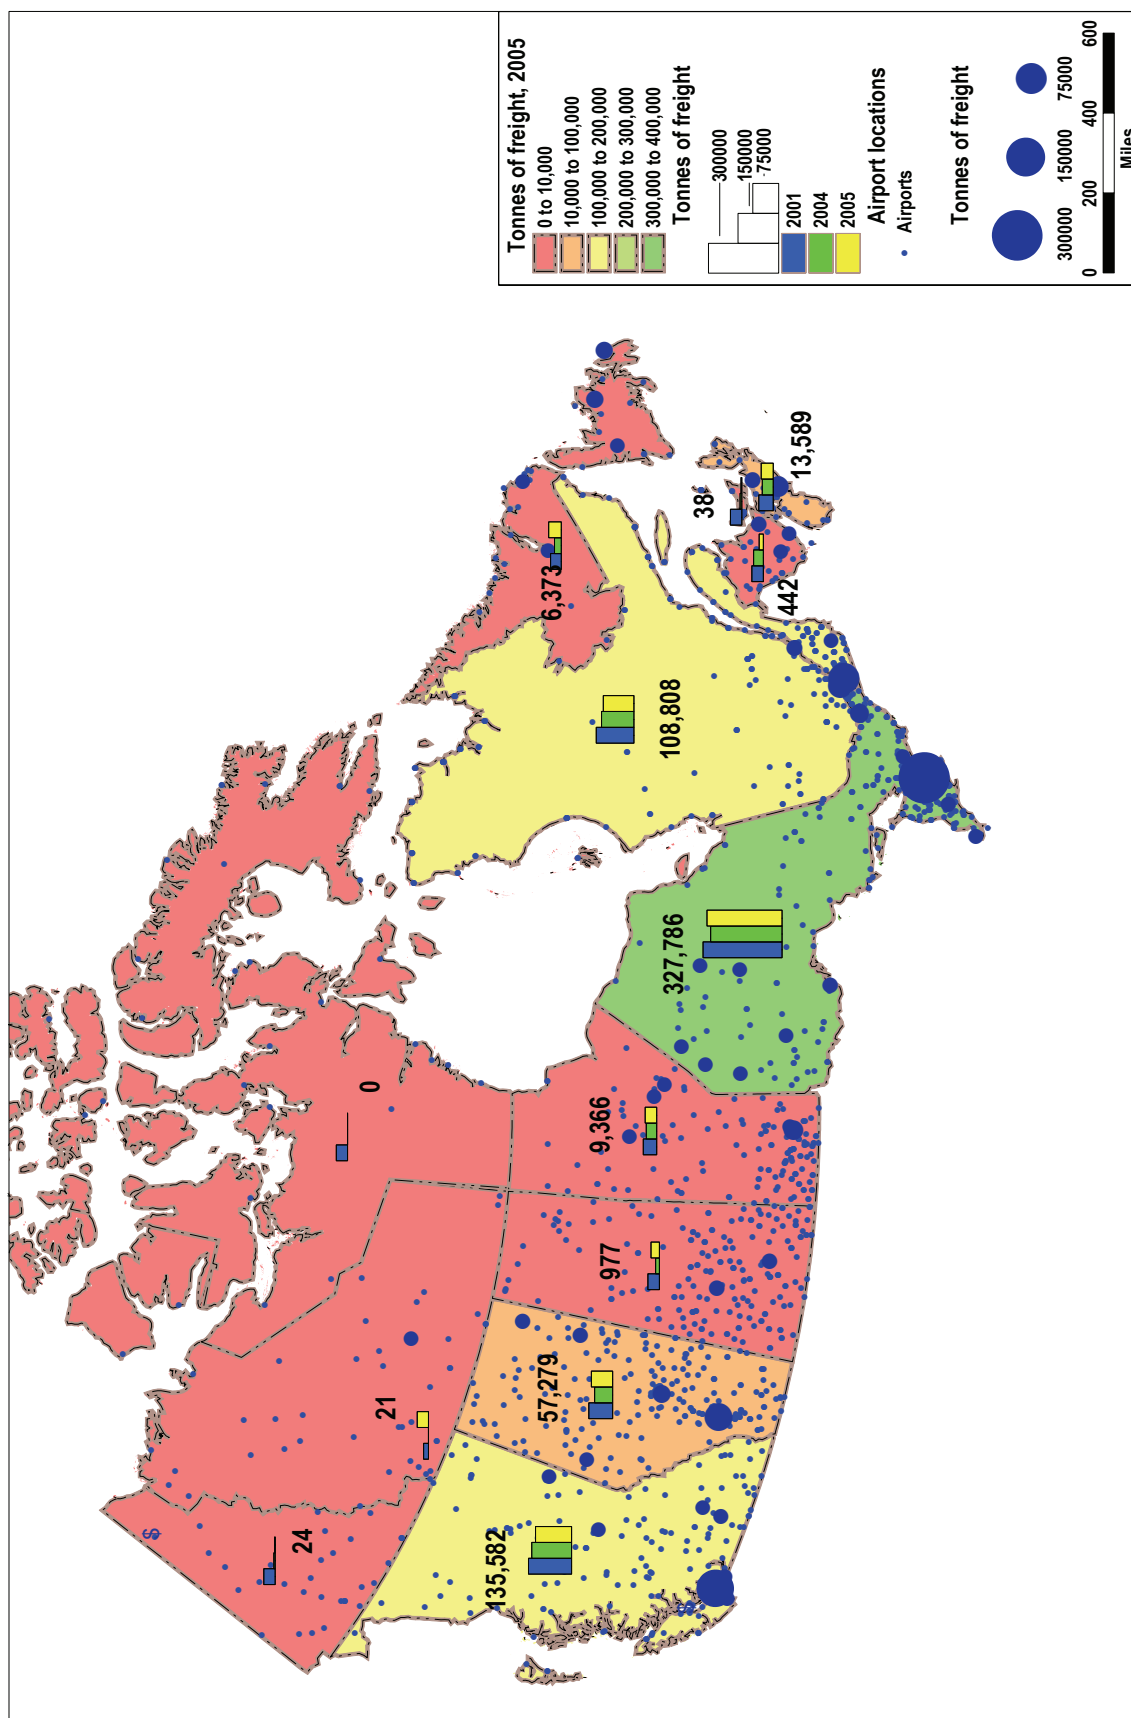 Tonnes of freight, 2005
0 to 10,000
10,000 to 100,000
100,000 to 200,000
200,000 to 300,000
300,000 to 400,000
Tonnes of freight
300000
150000
75000
2001
2004
2005
Airport locations
Airports
Tonnes of freight
300000
150000
75000
0 200 400 600
Miles
24
21
0
135,582
57,279
977
9,366
327,786
108,808
6,373
38
442
13,589
$
$